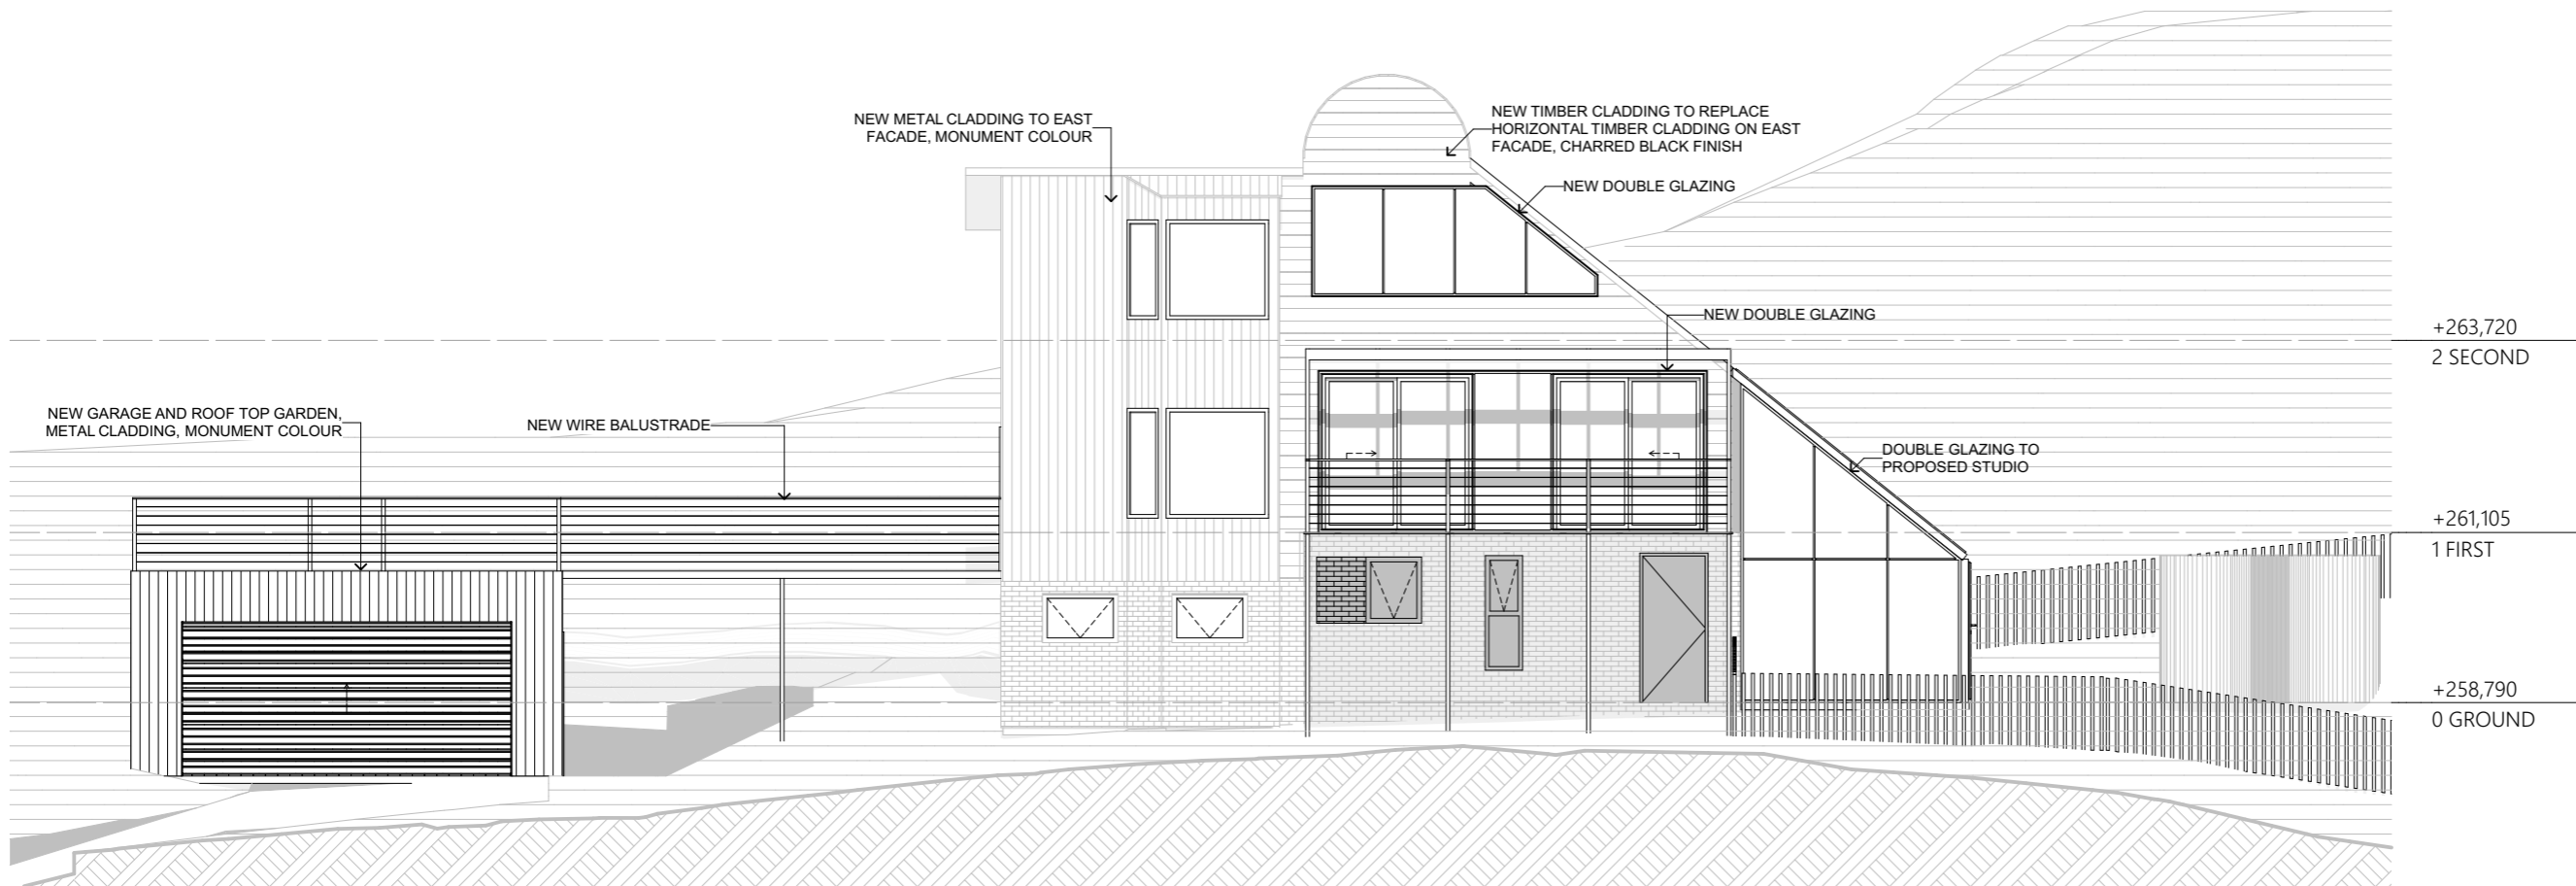 NEW METAL CLADDING TO EAST
FACADE, MONUMENT COLOUR
NEW TIMBER CLADDING TO REPLACE
HORIZONTAL TIMBER CLADDING ON EAST
FACADE, CHARRED BLACK FINISH
NEW DOUBLE GLAZING
NEW DOUBLE GLAZING
+263,720
2 SECOND
NEW GARAGE AND ROOF TOP GARDEN,
METAL CLADDING, MONUMENT COLOUR
NEW WIRE BALUSTRADE
DOUBLE GLAZING TO
PROPOSED STUDIO
+261,105
1 FIRST
+258,790
0 GROUND